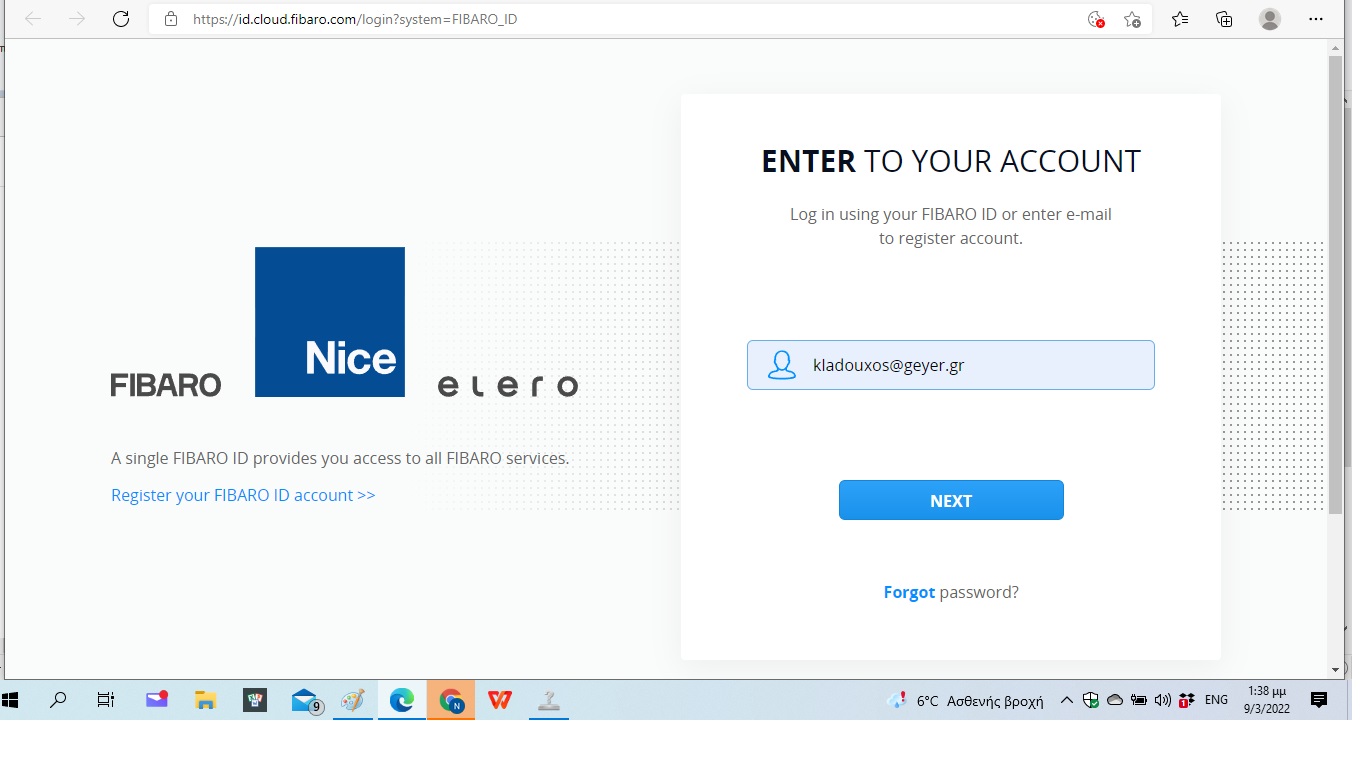 https://id.cloud.fibaro.com/login?system=FIBARO_ID
ENTER TO YOUR ACCOUNT
Log in using your FIBARO ID or enter e-mail
to register account.
kladouxos@geyer.gr
NEXT
Forgot password?
FIBARO
Nice
elero
A single FIBARO ID provides you access to all FIBARO services.
Register your FIBARO ID account >>
9
N
W
6°C Ασθενής βροχή
1
ENG
1:38 μμ
9/3/2022